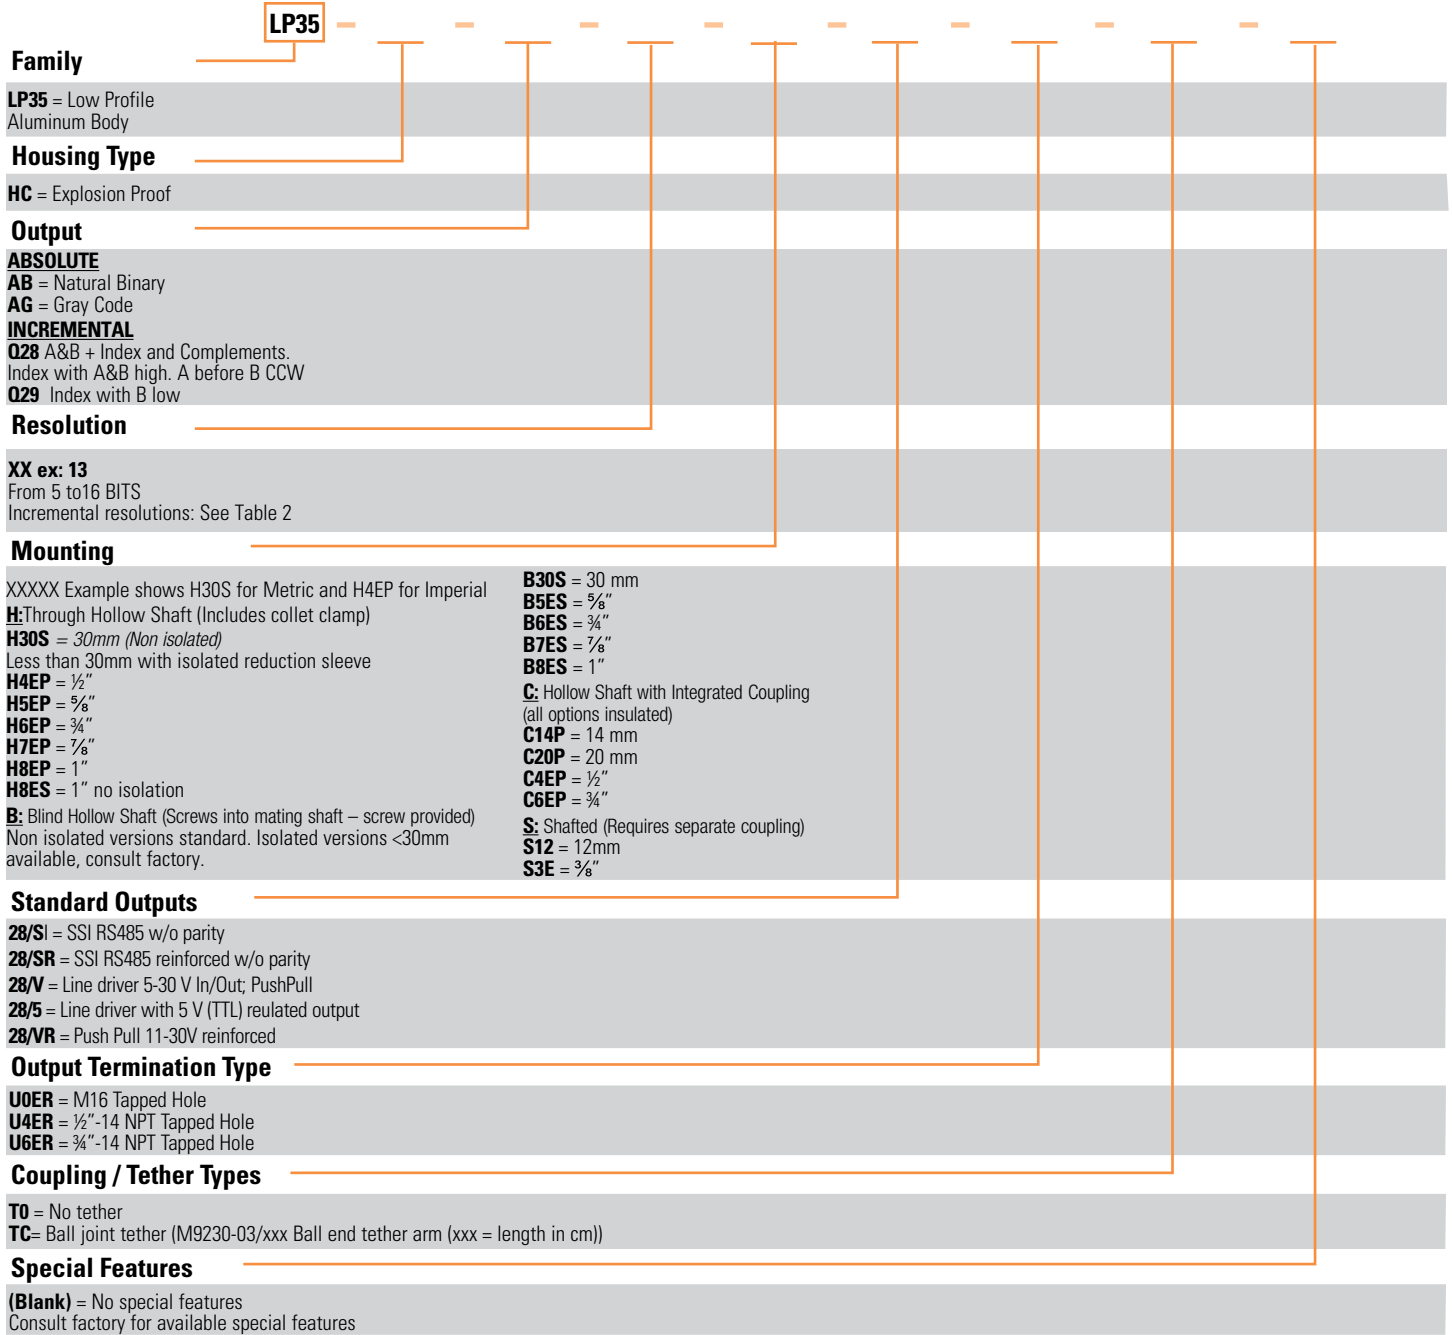 LP35
Family
LP35 = Low Profile
Aluminum Body
Housing Type
HC = Explosion Proof
Output
ABSOLUTE
AB = Natural Binary
AG = Gray Code
INCREMENTAL
Q28 A&B + Index and Complements.
Index with A&B high. A before B CCW
Q29 Index with B low
Resolution
XX ex: 13
From 5 to16 BITS
Incremental resolutions: See Table 2
Mounting
XXXXX Example shows H30S for Metric and H4EP for Imperial
H:Through Hollow Shaft (Includes collet clamp)
H30S = 30mm (Non isolated)
Less than 30mm with isolated reduction sleeve
H4EP = ½”
H5EP = ⅝”
H6EP = ¾”
H7EP = ⅞”
H8EP = 1”
H8ES = 1” no isolation
B: Blind Hollow Shaft (Screws into mating shaft – screw provided)
Non isolated versions standard. Isolated versions <30mm
available, consult factory.
B30S = 30 mm
B5ES = ⅝”
B6ES = ¾”
B7ES = ⅞”
B8ES = 1”
C: Hollow Shaft with Integrated Coupling
(all options insulated)
C14P = 14 mm
C20P = 20 mm
C4EP = ½”
C6EP = ¾”
S: Shafted (Requires separate coupling)
S12 = 12mm
S3E = ⅜”
Standard Outputs
28/SI = SSI RS485 w/o parity
28/SR = SSI RS485 reinforced w/o parity
28/V = Line driver 5-30 V In/Out; PushPull
28/5 = Line driver with 5 V (TTL) reulated output
28/VR = Push Pull 11-30V reinforced
Output Termination Type
U0ER = M16 Tapped Hole
U4ER = ½”-14 NPT Tapped Hole
U6ER = ¾”-14 NPT Tapped Hole
Coupling / Tether Types
T0 = No tether
TC= Ball joint tether (M9230-03/xxx Ball end tether arm (xxx = length in cm))
Special Features
(Blank) = No special features
Consult factory for available special features